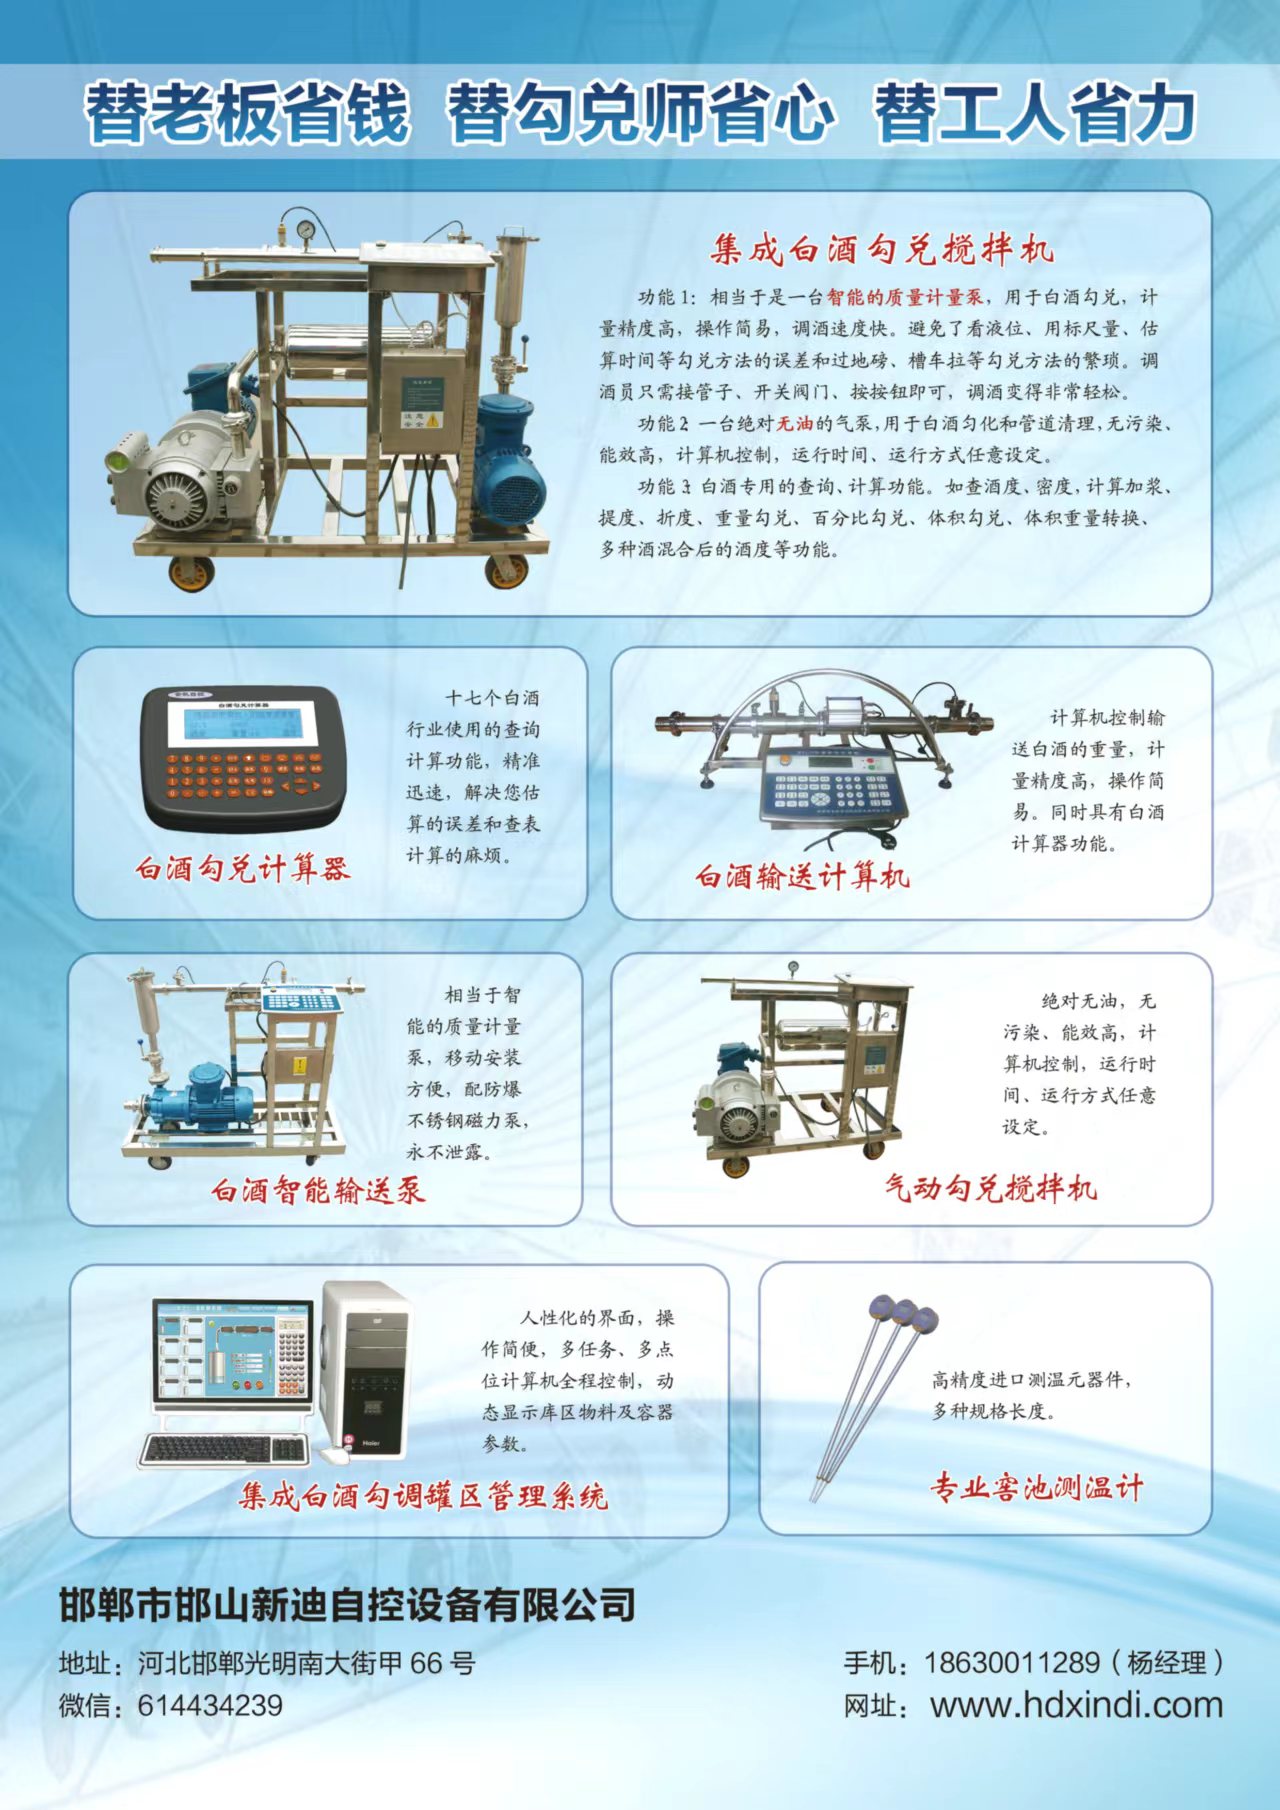 替老板省钱 替勾兑师省心 替工人省力
集成白酒勾兑搅拌机
功能1：相当于是一台智能的质量计量泵，用于白酒勾兑，计
量精度高，操作简易，调酒速度快。避免了看液位、用标尺量、估
算时间等勾兑方法的误差和过地磅、槽车拉等勾兑方法的繁琐。调
酒员只需接管子、开关阀门、按按钮即可，调酒变得非常轻松。
功能2：一台绝对无油的气泵，用于白酒匀化和管道清理，无污染、
能效高，计算机控制，运行时间、运行方式任意设定。
功能3：白酒专用的查询、计算功能。如查酒度、密度，计算加浆、
提度、折度、重量勾兑、百分比勾兑、体积勾兑、体积重量转换、
多种酒混合后的酒度等功能。
注意
安全
白酒勾兑计算器
十七个白酒
行业使用的查询
计算功能，精准
迅速，解决您估
算的误差和查表
计算的麻烦。
白酒勾兑计算器
计算机控制输
送白酒的重量，计
量精度高，操作简
易。同时具有白酒
计算器功能。
白酒输送计算机
相当于智
能的质量计量
泵，移动安装
方便，配防爆
不锈钢磁力泵，
永不泄露。
白酒智能输送泵
绝对无油，无
污染、能效高，计
算机控制，运行时
间、运行方式任意
设定。
气动勾兑搅拌机
人性化的界面，操
作简便，多任务、多点
位计算机全程控制，动
态显示库区物料及容器
参数。
Haier
集成白酒勾调罐区管理系统
高精度进口测温元器件，
多种规格长度。
专业窖池测温计
邯郸市邯山新迪自控设备有限公司
地址：河北邯郸光明南大街甲66号
微信：614434239
手机：18630011289（杨经理）
网址：www.hdxindi.com